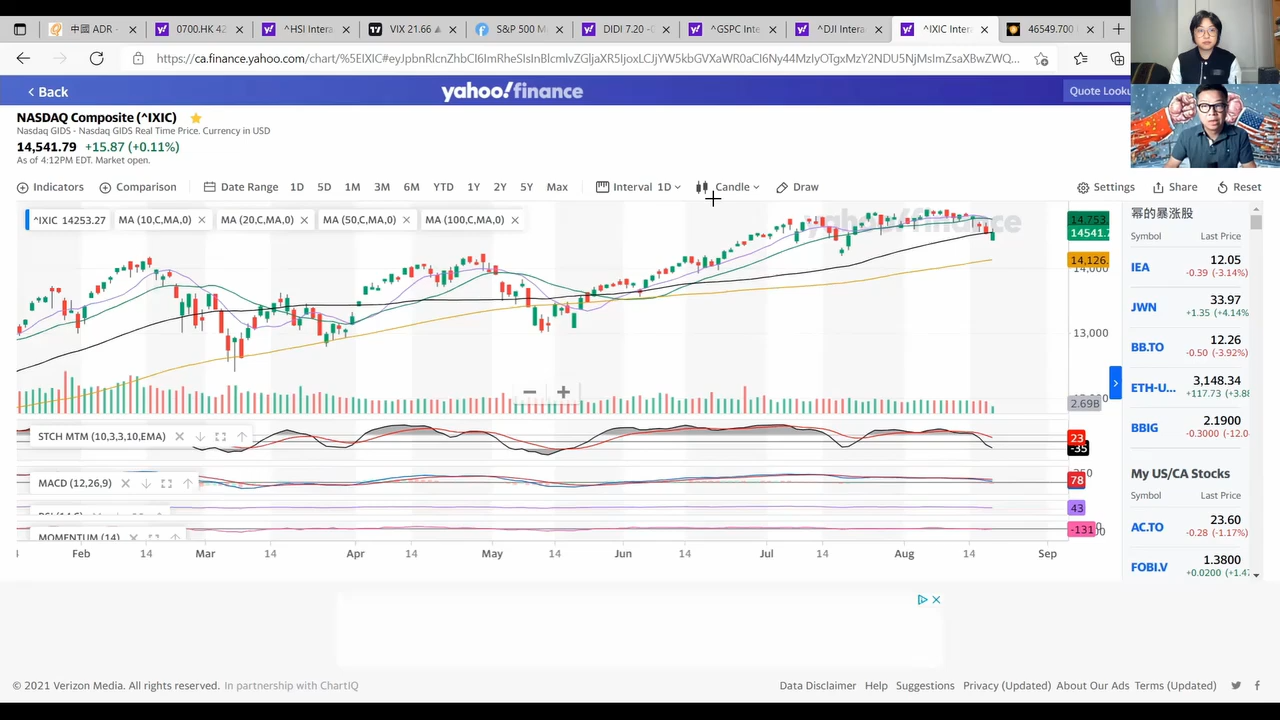 中國 ADR -
0700.HK 42
^HSI Intera
VIX 21.66
S&P 500 M
DIDI 7.20 -
^GSPC Inte
^DJI Intera
^IXIC Inter
46549.700
https://ca.finance.yahoo.com/chart/%5EIXIC#
Back
yahoo!finance
Quote Looku
NASDAQ Composite (^IXIC)
Nasdaq GIDS - Nasdaq GIDS Real Time Price. Currency in USD
14,541.79 +15.87 (+0.11%)
As of 4:12PM EDT. Market open.
Indicators Comparison Date Range 1D 5D 1M 3M 6M YTD 1Y 2Y 5Y Max Interval 1D Candle Draw Settings Share Reset
^IXIC 14253.27 MA (10,C,MA,0) MA (20,C,MA,0) MA (50,C,MA,0) MA (100,C,MA,0)
yahoo/finance
14,753
14541.7
14,126
14,000
13,000
2.69B
STCH MTM (10,3,3,10,EMA)
23
-35
MACD (12,26,9)
78
43
MOMENTUM (14)
-131
Feb 14 Mar 14 Apr 14 May 14 Jun 14 Jul 14 Aug 14 Sep
幂的暴涨股
Symbol Last Price
IEA 12.05
-0.39 (-3.14%)
JWN 33.97
+1.35 (+4.14%
BB.TO 12.26
-0.50 (-3.92%)
ETH-U... 3,148.34
+117.73 (+3.88
BBIG 2.1900
-0.3000 (-12.0
My US/CA Stocks
Symbol Last Price
AC.TO 23.60
-0.28 (-1.17%)
FOBI.V 1.3800
+0.0200 (+1.47
© 2021 Verizon Media. All rights reserved. In partnership with ChartIQ
Data Disclaimer Help Suggestions Privacy (Updated) About Our Ads Terms (Updated)